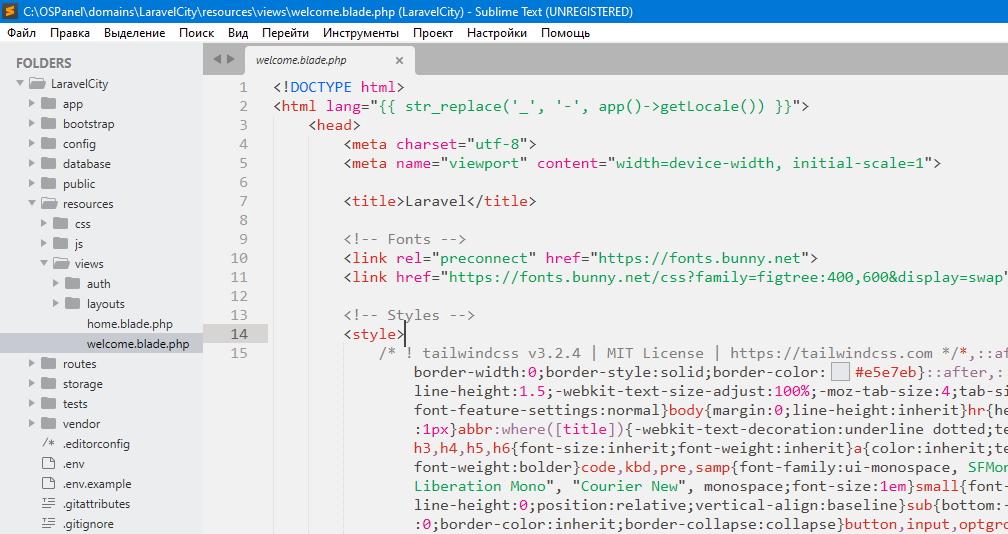 C:\OSPanel\domains\LaravelCity\resources\views\welcome.blade.php (LaravelCity) - Sublime Text (UNREGISTERED)
Файл Правка Выделение Поиск Вид Перейти Инструменты Проект Настройки Помощь
FOLDERS
LaravelCity
app
bootstrap
config
database
public
resources
css
js
views
auth
layouts
home.blade.php
welcome.blade.php
routes
storage
tests
vendor
.editorconfig
.env
.env.example
.gitattributes
.gitignore
welcome.blade.php
1 <!DOCTYPE html>
2 <html lang="{{ str_replace('_', '-', app()->getLocale()) }}">
3 <head>
4 <meta charset="utf-8">
5 <meta name="viewport" content="width=device-width, initial-scale=1">
6
7 <title>Laravel</title>
8
9 <!-- Fonts -->
10 <link rel="preconnect" href="https://fonts.bunny.net">
11 <link href="https://fonts.bunny.net/css?family=figtree:400,600&display=swap"
12
13 <!-- Styles -->
14 <style>
15 /* ! tailwindcss v3.2.4 | MIT License | https://tailwindcss.com */*,::af
border-width:0;border-style:solid;border-color: #e5e7eb}::after,:
line-height:1.5;-webkit-text-size-adjust:100%;-moz-tab-size:4;tab-si
font-feature-settings:normal}body{margin:0;line-height:inherit}hr{he
:1px}abbr:where([title]){-webkit-text-decoration:underline dotted;te
h3,h4,h5,h6{font-size:inherit;font-weight:inherit}a{color:inherit;te
font-weight:bolder}code,kbd,pre,samp{font-family:ui-monospace, SFMon
Liberation Mono", "Courier New", monospace;font-size:1em}small{font-
line-height:0;position:relative;vertical-align:baseline}sub{bottom:-
:0;border-color:inherit;border-collapse:collapse}button,input,optgro